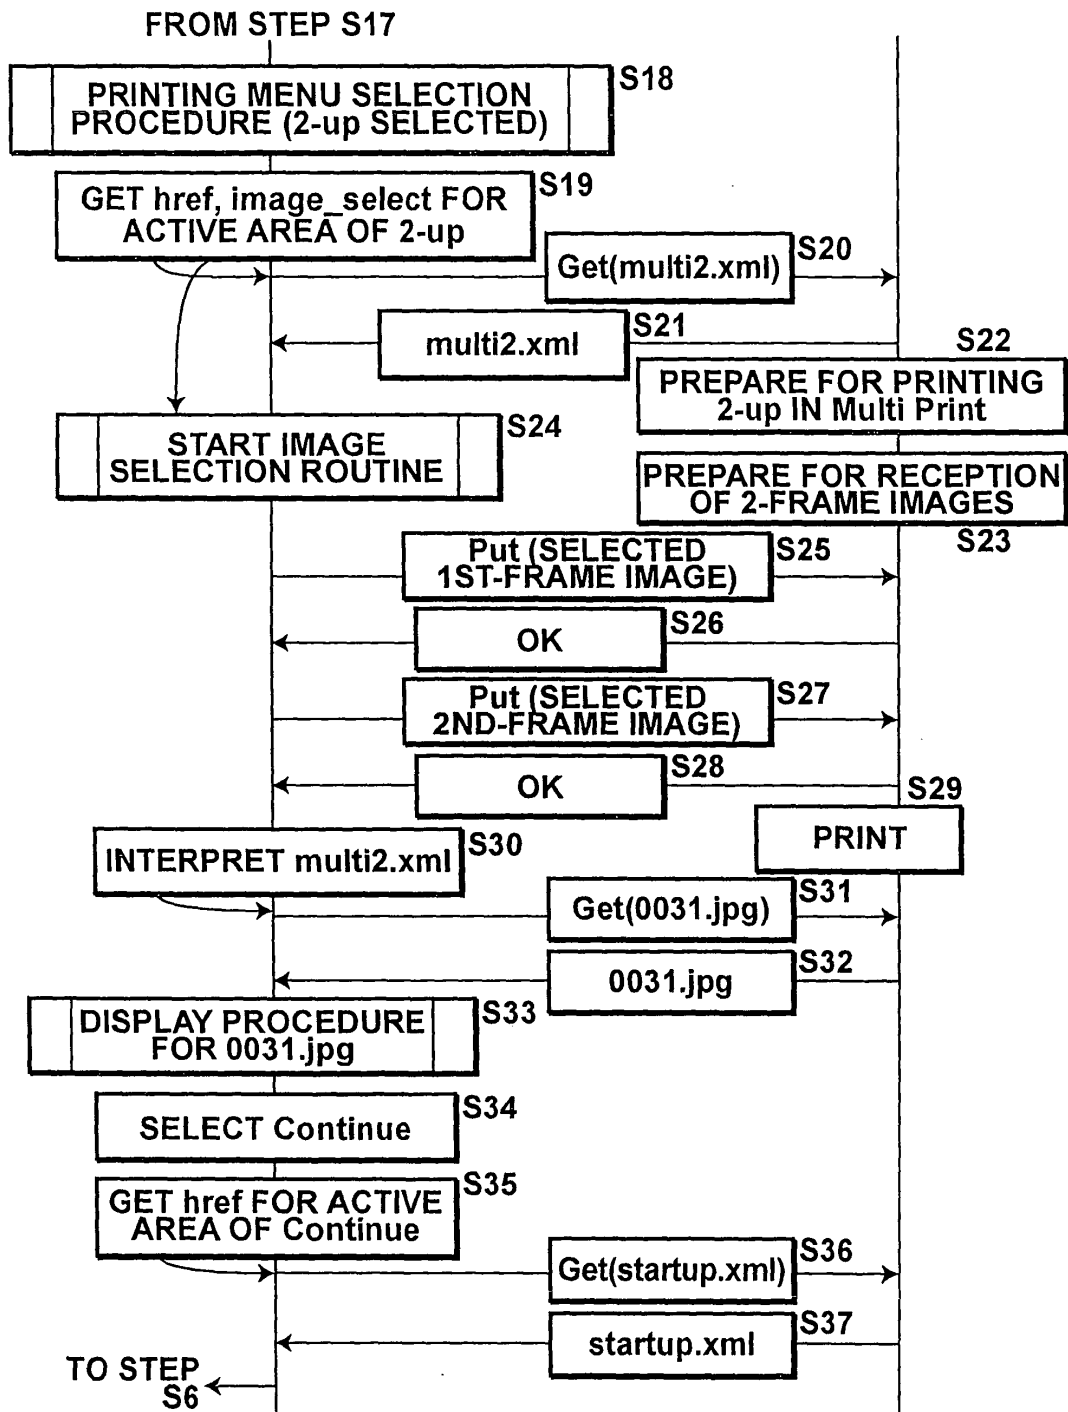 FROM STEP S17
S18
PRINTING MENU SELECTION
PROCEDURE (2-up SELECTED)
S19
GET href, image_select FOR
ACTIVE AREA OF 2-up
S20
Get(multi2.xml)
S21
multi2.xml
S22
PREPARE FOR PRINTING
2-up IN Multi Print
S24
START IMAGE
SELECTION ROUTINE
PREPARE FOR RECEPTION
OF 2-FRAME IMAGES
S23
Put (SELECTED
1ST-FRAME IMAGE)
S25
OK
S26
Put (SELECTED
2ND-FRAME IMAGE)
S27
OK
S28
S29
PRINT
INTERPRET multi2.xml
S30
Get(0031.jpg)
S31
0031.jpg
S32
DISPLAY PROCEDURE
FOR 0031.jpg
S33
SELECT Continue
S34
GET href FOR ACTIVE
AREA OF Continue
S35
Get(startup.xml)
S36
startup.xml
S37
TO STEP
S6